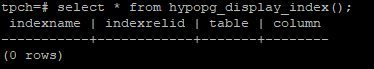 tpch=# select * from hypopg_display_index();
 indexname | indexrelid | table | column
-----------+------------+-------+--------
(0 rows)